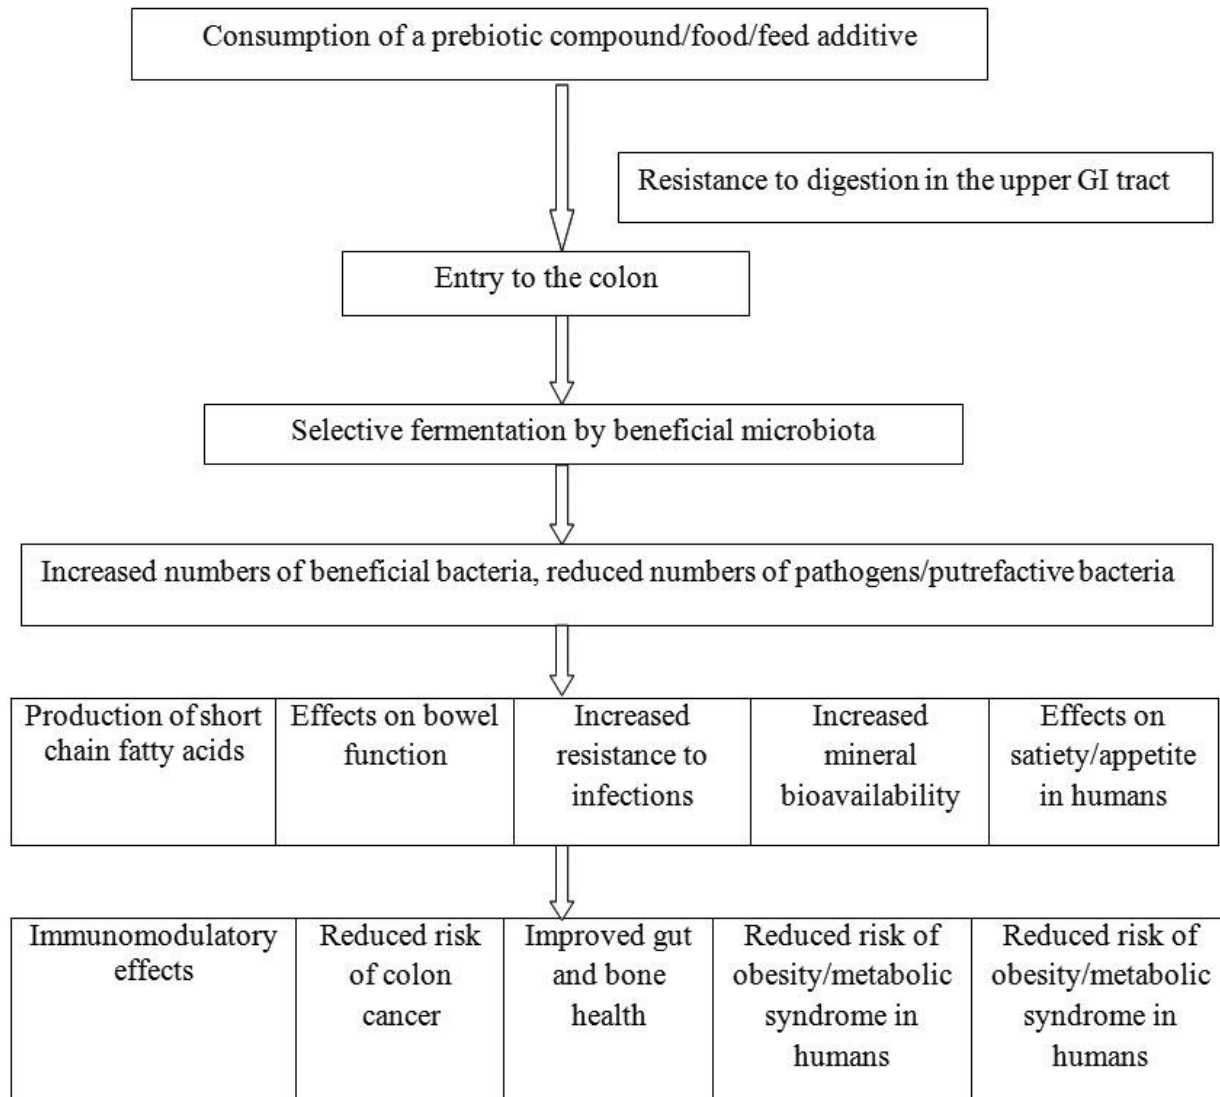 Consumption of a prebiotic compound/food/feed additive
Resistance to digestion in the upper GI tract
Entry to the colon
Selective fermentation by beneficial microbiota
Increased numbers of beneficial bacteria, reduced numbers of pathogens/putrefactive bacteria
Production of short
chain fatty acids
Effects on bowel
function
Increased
resistance to
infections
Increased
mineral
bioavailability
Effects on
satiety/appetite
in humans
Immunomodulatory
effects
Reduced risk
of colon
cancer
Improved gut
and bone
health
Reduced risk of
obesity/metabolic
syndrome in
humans
Reduced risk of
obesity/metabolic
syndrome in
humans